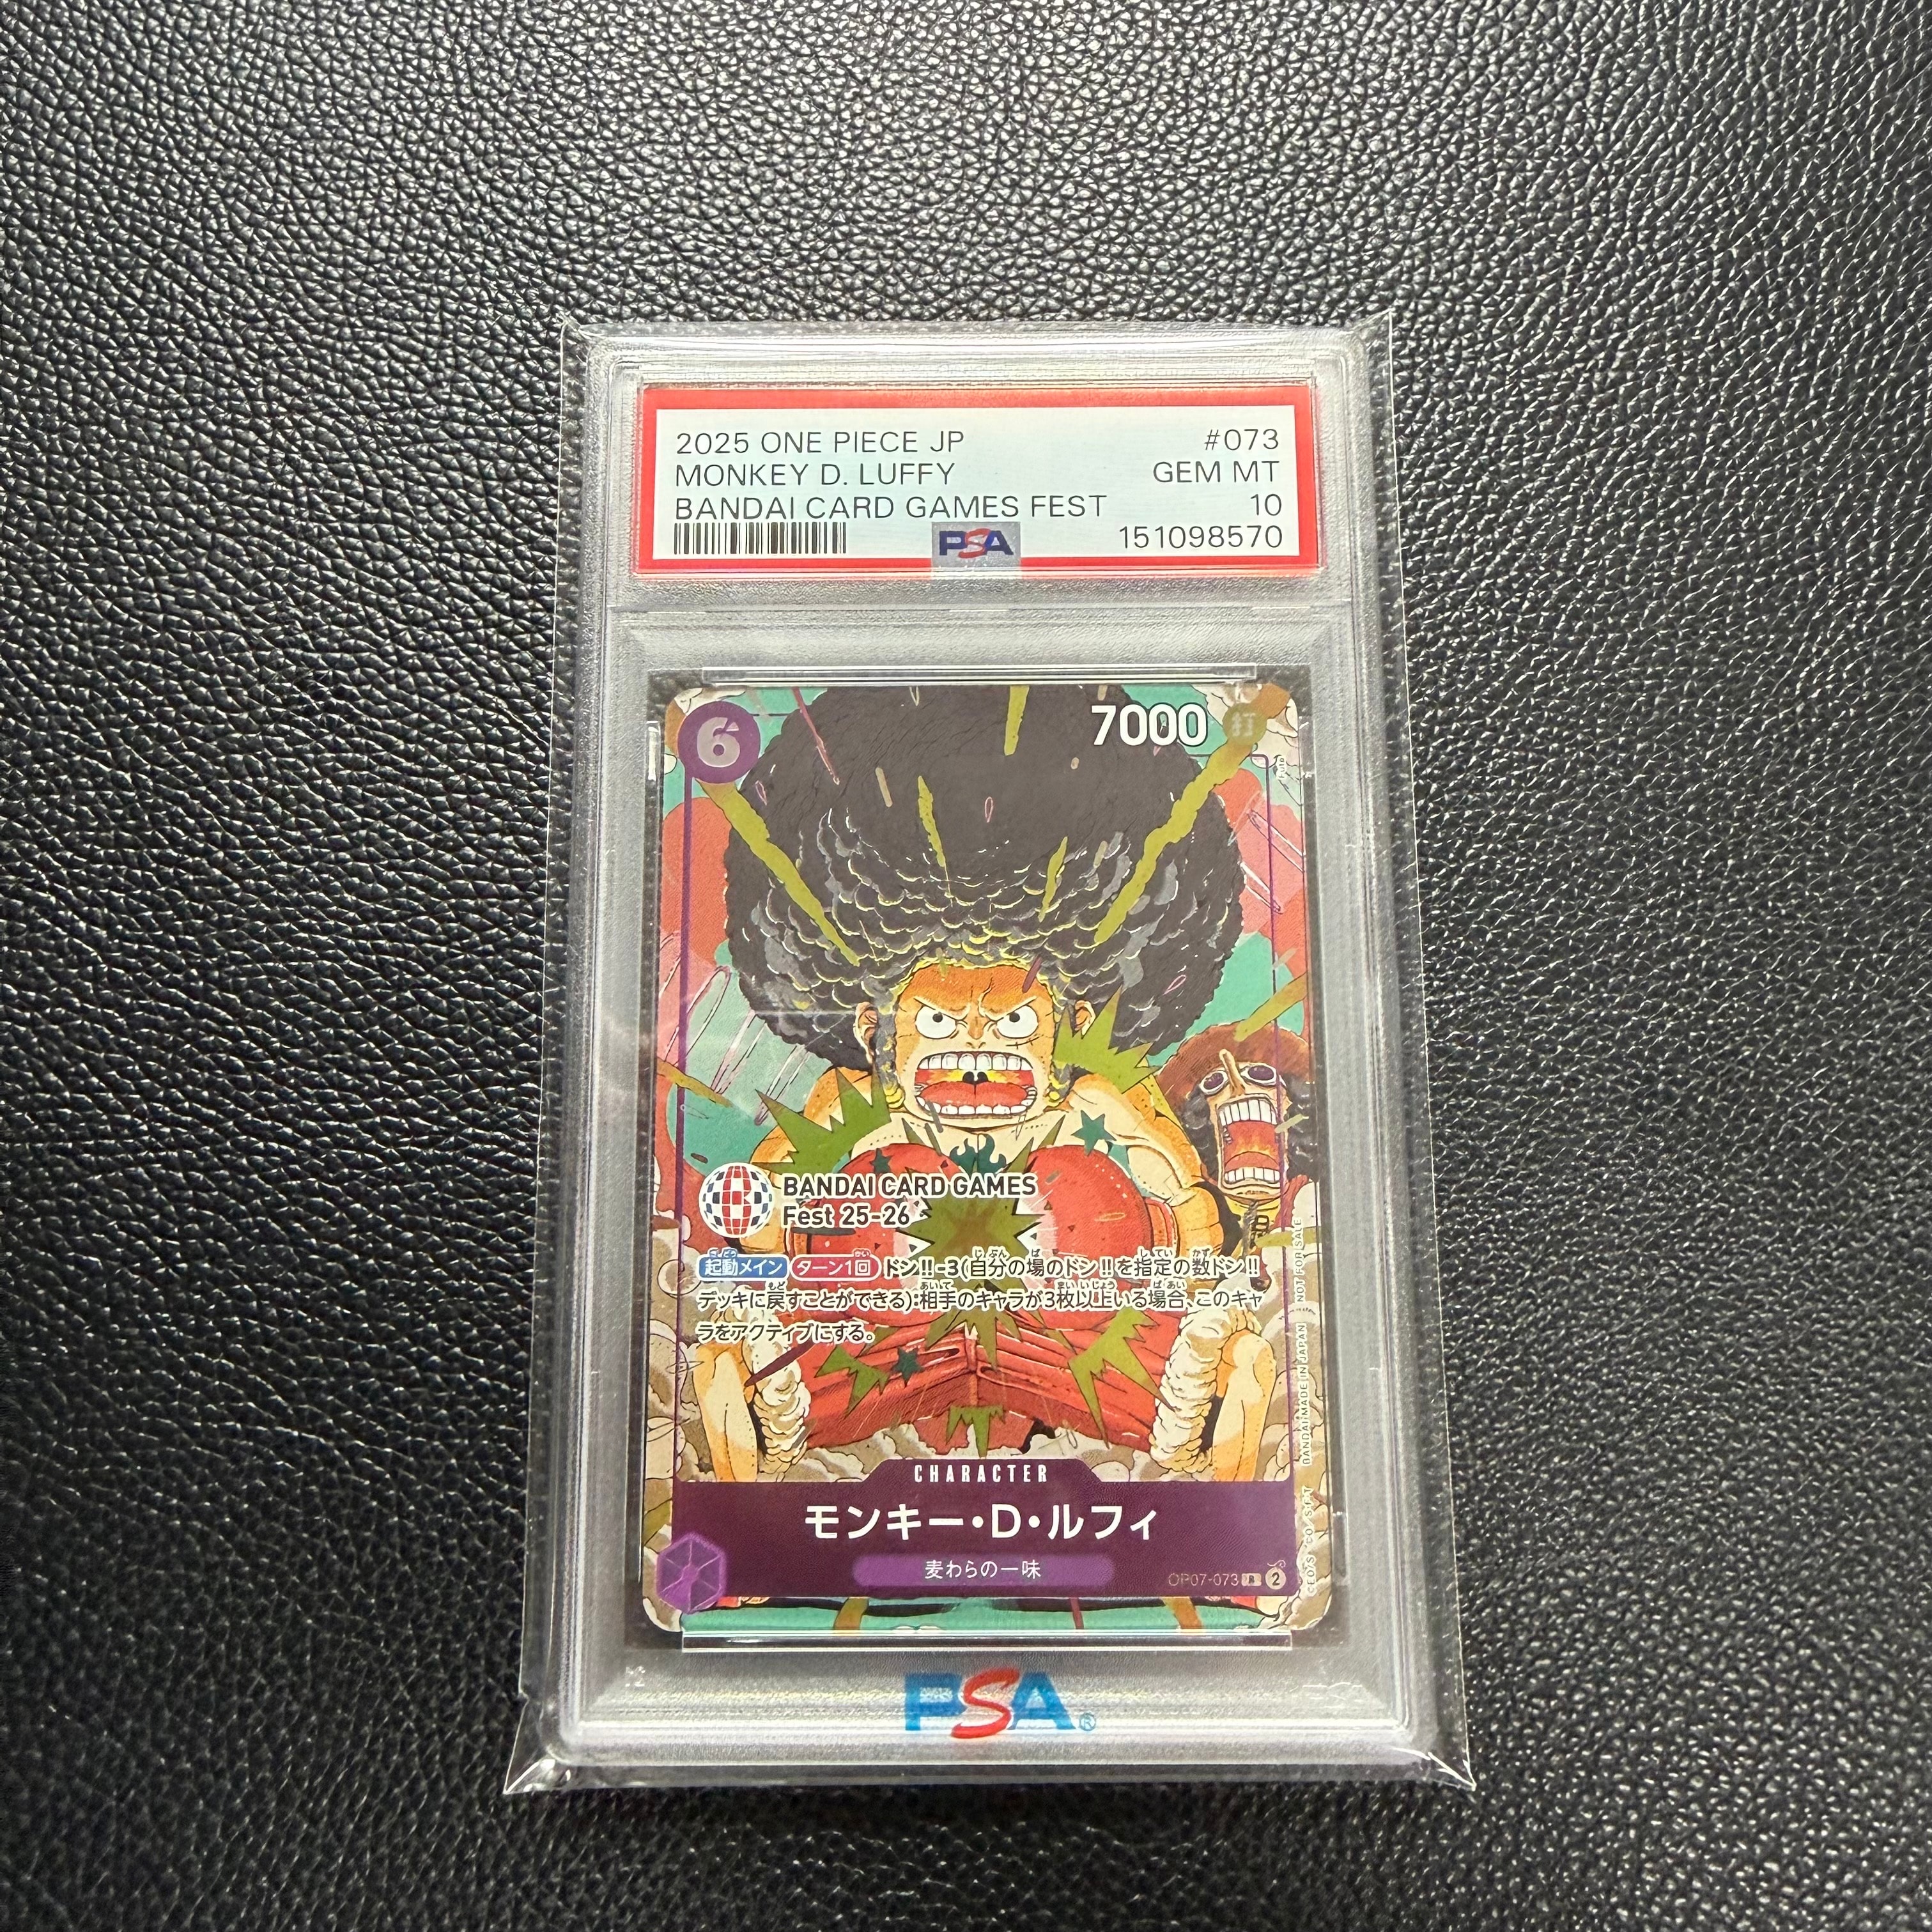 2025 ONE PIECE JP #073
MONKEY D. LUFFY GEM MT
BANDAI CARD GAMES FEST 10
PSA 151098570
6 7000 打
BANDAI CARD GAMES
Fest 25-26
起動メイン ターン1回 ドン!!-3(自分の場のドン!!を指定の数ドン!!
デッキに戻すことができる):相手のキャラが3枚以上いる場合、このキャ
ラをアクティブにする。
BANDAI MADE IN JAPAN NOT FOR SALE
CHARACTER
モンキー・D・ルフィ
麦わらの一味
OP07-073 R 2
PSA®